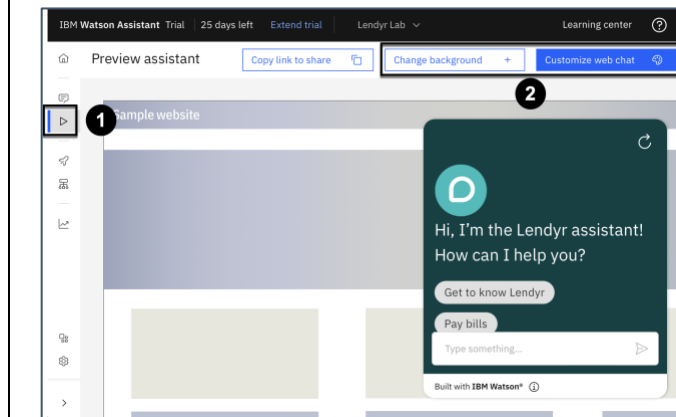 IBM Watson Assistant Trial 25 days left Extend trial Lendyr Lab Learning center
Preview assistant Copy link to share Change background + Customize web chat
2
1
Sample website
Hi, I'm the Lendyr assistant!
How can I help you?
Get to know Lendyr
Pay bills
Type something...
Built with IBM Watson®